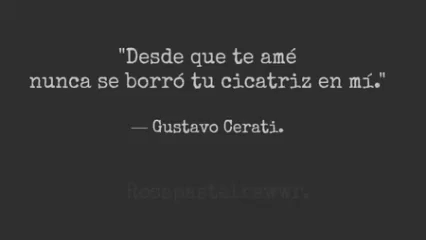 "Desde que te amé
nunca se borró tu cicatriz en mí."
— Gustavo Cerati.